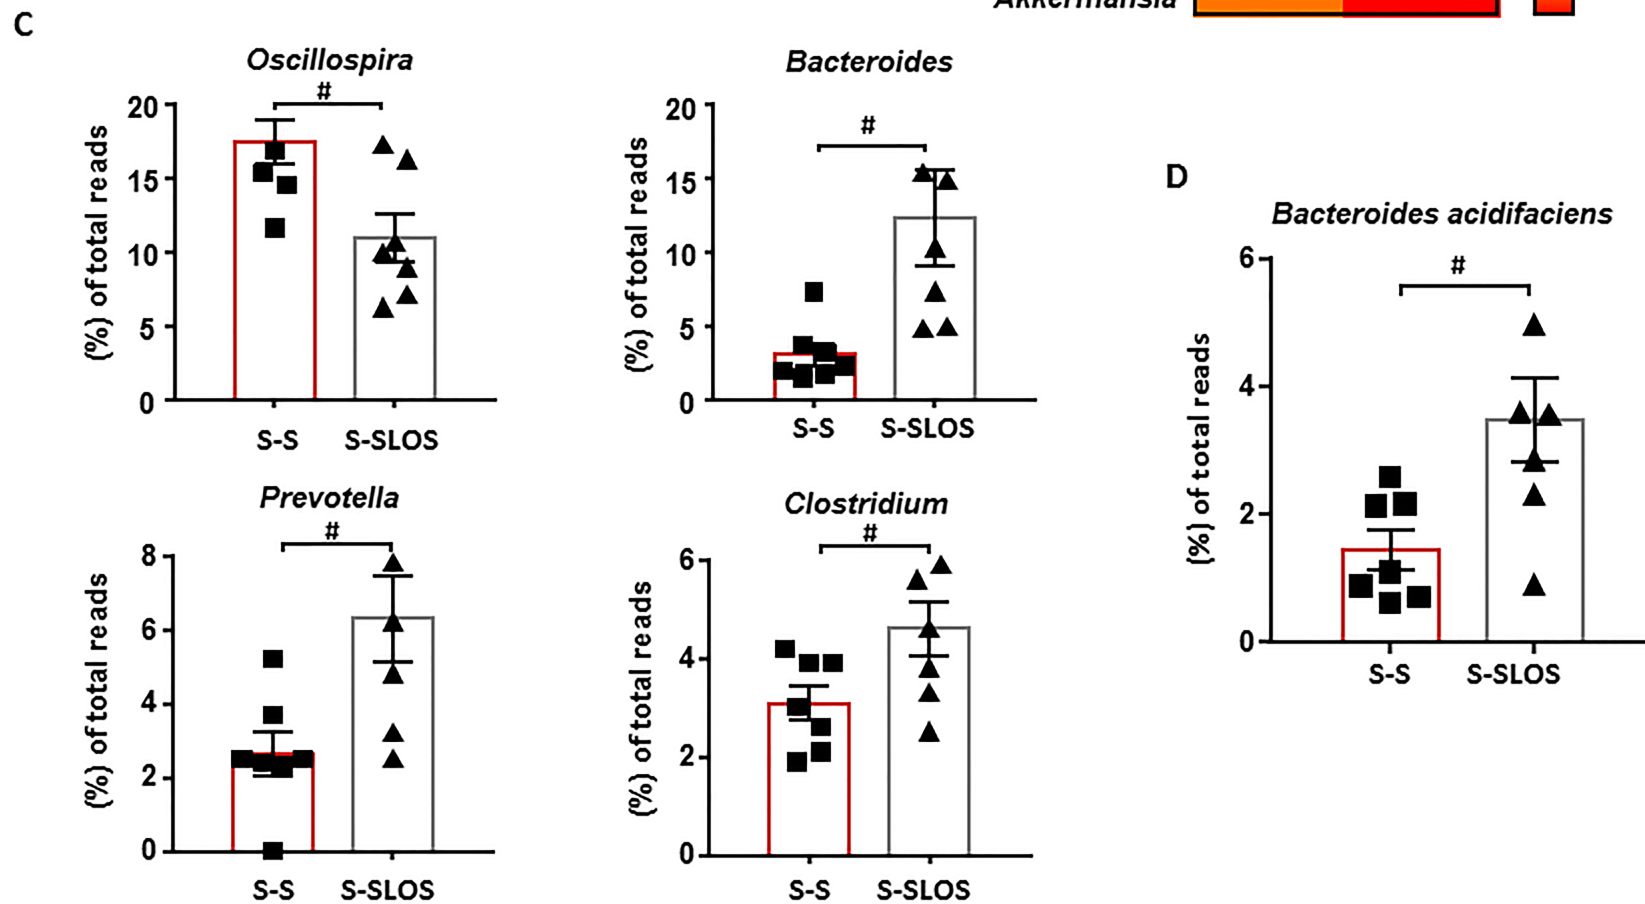 Akkermansia
C
Oscillospira
#
(%) of total reads
20
15
10
5
0
S-S S-SLOS
Bacteroides
#
(%) of total reads
20
15
10
5
0
S-S S-SLOS
Prevotella
#
(%) of total reads
8
6
4
2
0
S-S S-SLOS
Clostridium
#
(%) of total reads
6
4
2
0
S-S S-SLOS
D
Bacteroides acidifaciens
#
(%) of total reads
6
4
2
0
S-S S-SLOS